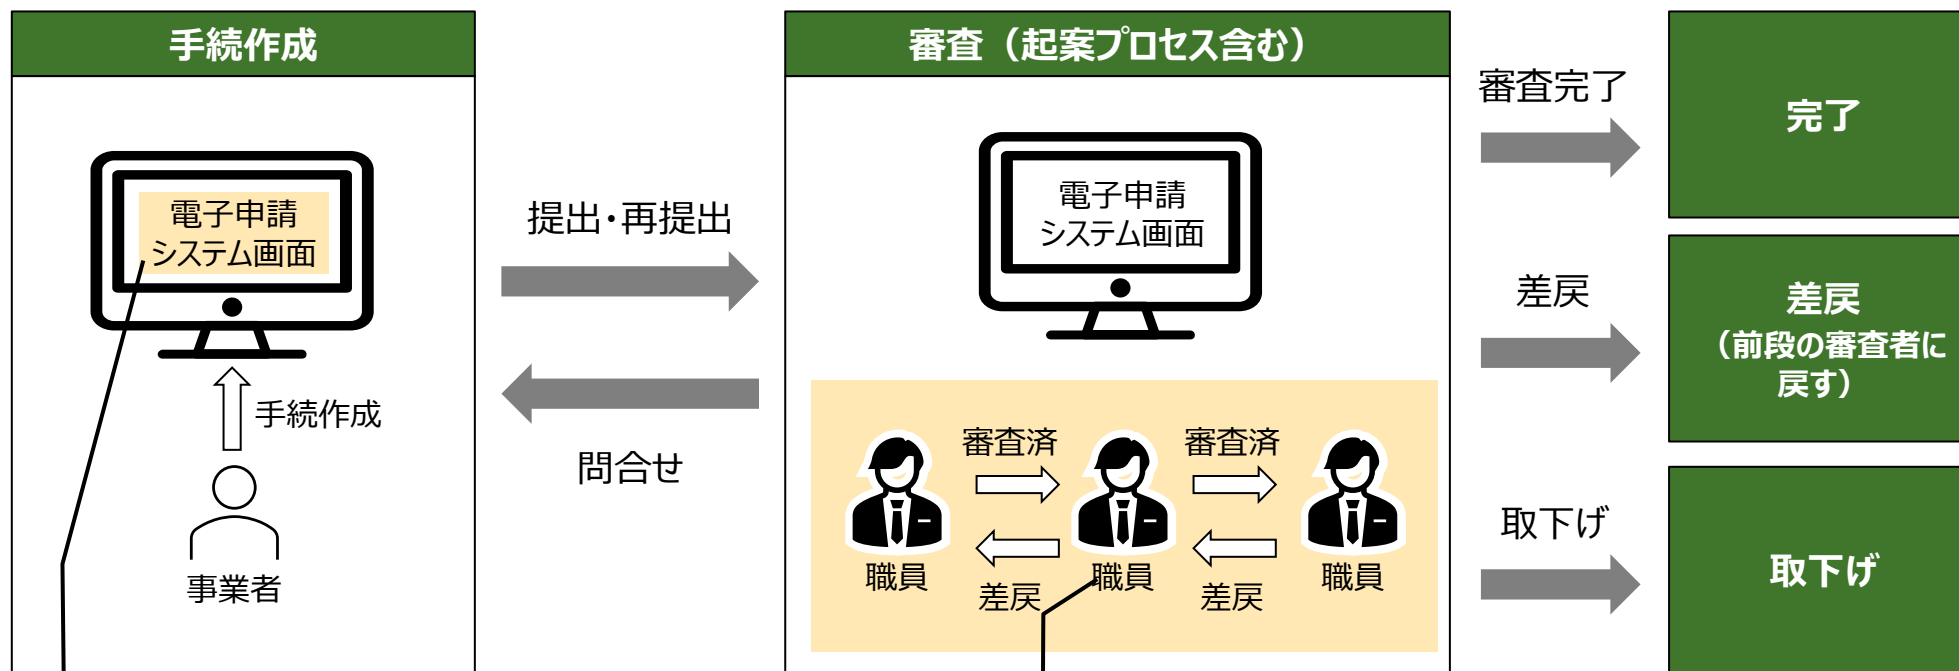 手続作成
電子申請
システム画面
手続作成
事業者
提出・再提出
問合せ
審査（起案プロセス含む）
電子申請
システム画面
審査済
審査済
職員
職員
職員
差戻
差戻
審査完了
完了
差戻
差戻
（前段の審査者に
戻す）
取下げ
取下げ